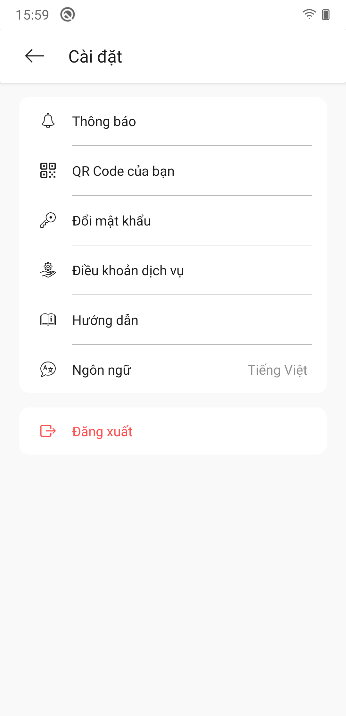 15:59
Cài đặt
Thông báo
QR Code của bạn
Đổi mật khẩu
Điều khoản dịch vụ
Hướng dẫn
Ngôn ngữ Tiếng Việt
Đăng xuất